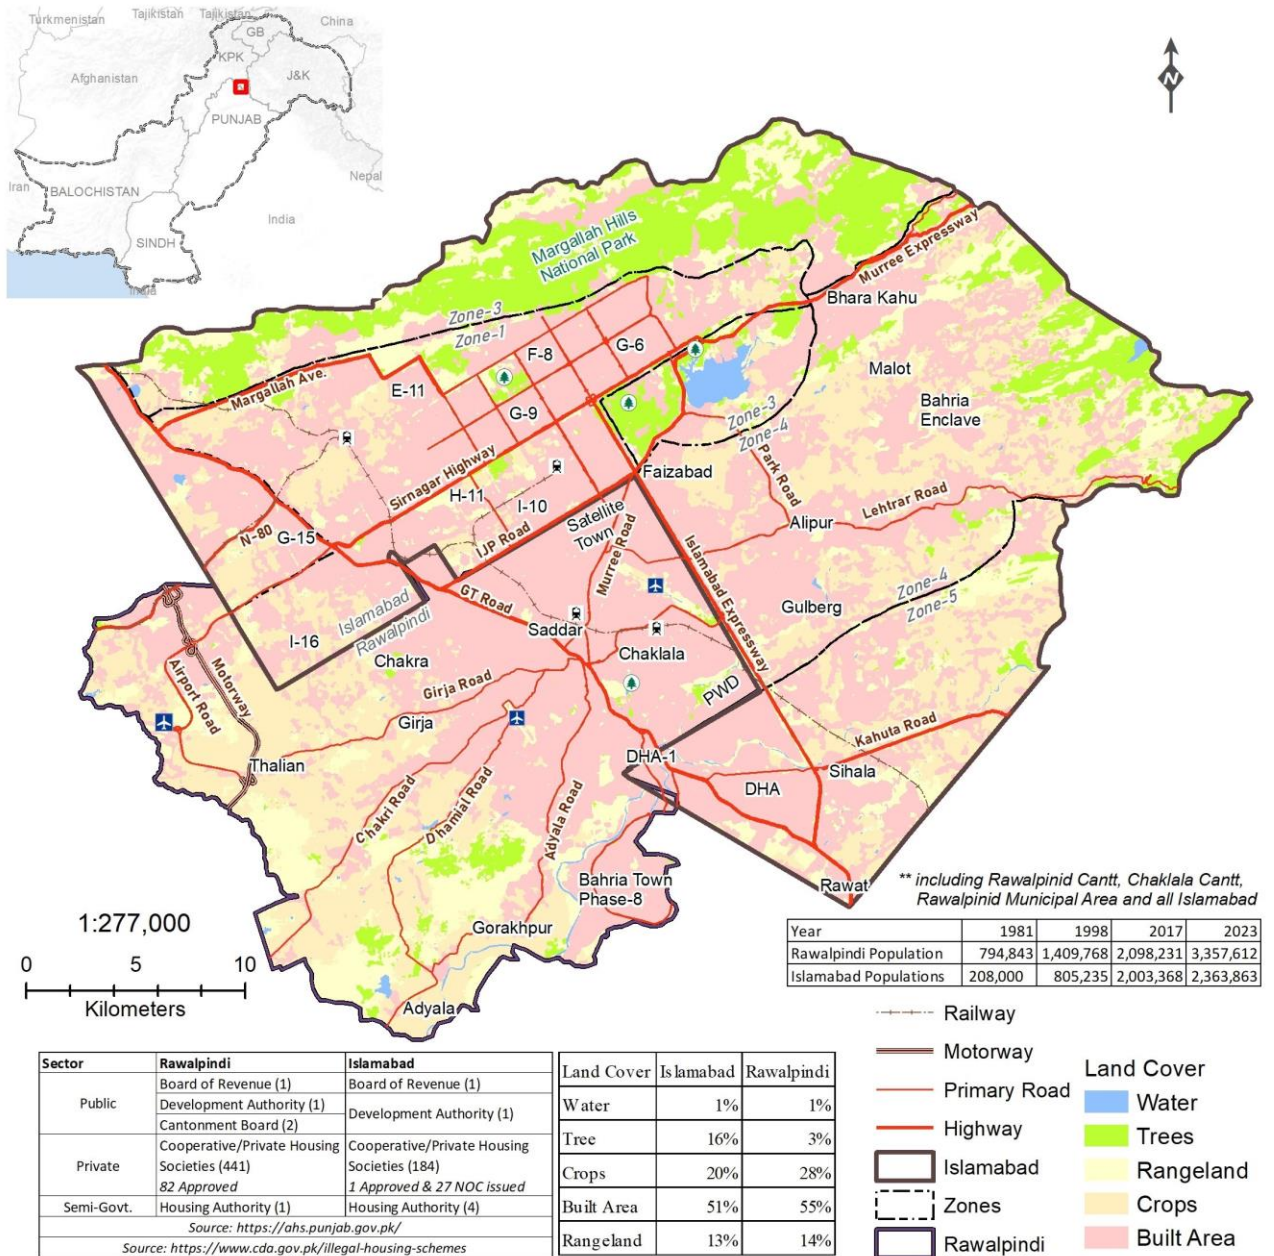 Turkmenistan
Tajikistan
Tajikistan
China
GB
KPK
J&K
Afghanistan
PUNJAB
Nepal
Iran
BALOCHISTAN
India
SINDH
India
N
Margallah Hills
National Park
Murree Expressway
Bhara Kahu
Zone-3
Zone-1
F-8
G-6
Malot
Margallah Ave.
E-11
G-9
Bahria
Enclave
Zone-3
Zone-4
Sirnagar Highway
Faizabad
Park Road
H-11
I-10
Satellite
Town
Lehtrar Road
Alipur
N-80
G-15
IJP Road
Murree Road
Islamabad Expressway
Zone-4
Zone-5
GT Road
Gulberg
Islamabad
Rawalpindi
I-16
Saddar
Chaklala
Chakra
Motorway
Airport Road
Girja Road
PWD
Girja
Kahuta Road
Thalian
DHA-1
Sihala
DHA
Chakri Road
Dhamial Road
Adyala Road
Bahria Town
Phase-8
Rawat
Gorakhpur
Adyala
** including Rawalpinid Cantt, Chaklala Cantt,
Rawalpinid Municipal Area and all Islamabad
1:277,000
0 5 10
Kilometers
Year 1981 1998 2017 2023
Rawalpindi Population 794,843 1,409,768 2,098,231 3,357,612
Islamabad Populations 208,000 805,235 2,003,368 2,363,863
Sector Rawalpindi Islamabad
Public
Board of Revenue (1) Board of Revenue (1)
Development Authority (1)
Cantonment Board (2)
Development Authority (1)
Private
Cooperative/Private Housing
Societies (441)
82 Approved
Cooperative/Private Housing
Societies (184)
1 Approved & 27 NOC issued
Semi-Govt. Housing Authority (1) Housing Authority (4)
Source: https://ahs.punjab.gov.pk/
Source: https://www.cda.gov.pk/illegal-housing-schemes
Land Cover Islamabad Rawalpindi
Water 1% 1%
Tree 16% 3%
Crops 20% 28%
Built Area 51% 55%
Rangeland 13% 14%
Railway
Motorway
Primary Road
Highway
Islamabad
Zones
Rawalpindi
Land Cover
Water
Trees
Rangeland
Crops
Built Area